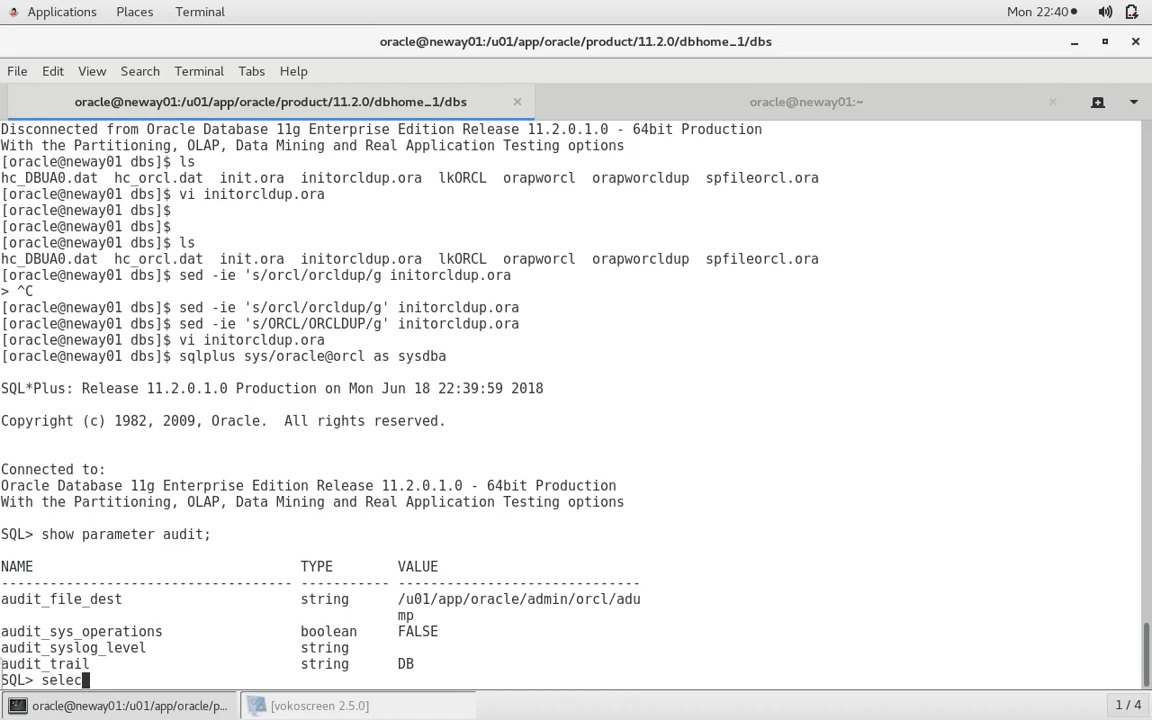 Applications Places Terminal Mon 22:40
oracle@neway01:/u01/app/oracle/product/11.2.0/dbhome_1/dbs
File Edit View Search Terminal Tabs Help
oracle@neway01:/u01/app/oracle/product/11.2.0/dbhome_1/dbs oracle@neway01:~
Disconnected from Oracle Database 11g Enterprise Edition Release 11.2.0.1.0 - 64bit Production
With the Partitioning, OLAP, Data Mining and Real Application Testing options
[oracle@neway01 dbs]$ ls
hc_DBUA0.dat hc_orcl.dat init.ora initorcldup.ora lkORCL orapworcl orapworcldup spfileorcl.ora
[oracle@neway01 dbs]$ vi initorcldup.ora
[oracle@neway01 dbs]$
[oracle@neway01 dbs]$
[oracle@neway01 dbs]$ ls
hc_DBUA0.dat hc_orcl.dat init.ora initorcldup.ora lkORCL orapworcl orapworcldup spfileorcl.ora
[oracle@neway01 dbs]$ sed -ie 's/orcl/orcldup/g initorcldup.ora
> ^C
[oracle@neway01 dbs]$ sed -ie 's/orcl/orcldup/g' initorcldup.ora
[oracle@neway01 dbs]$ sed -ie 's/ORCL/ORCLDUP/g' initorcldup.ora
[oracle@neway01 dbs]$ vi initorcldup.ora
[oracle@neway01 dbs]$ sqlplus sys/oracle@orcl as sysdba
SQL*Plus: Release 11.2.0.1.0 Production on Mon Jun 18 22:39:59 2018
Copyright (c) 1982, 2009, Oracle. All rights reserved.
Connected to:
Oracle Database 11g Enterprise Edition Release 11.2.0.1.0 - 64bit Production
With the Partitioning, OLAP, Data Mining and Real Application Testing options
SQL> show parameter audit;
NAME TYPE VALUE
------------------------------------ ----------- ------------------------------
audit_file_dest string /u01/app/oracle/admin/orcl/adu
mp
audit_sys_operations boolean FALSE
audit_syslog_level string
audit_trail string DB
SQL> selec
oracle@neway01:/u01/app/oracle/p... [vokoscreen 2.5.0] 1 / 4